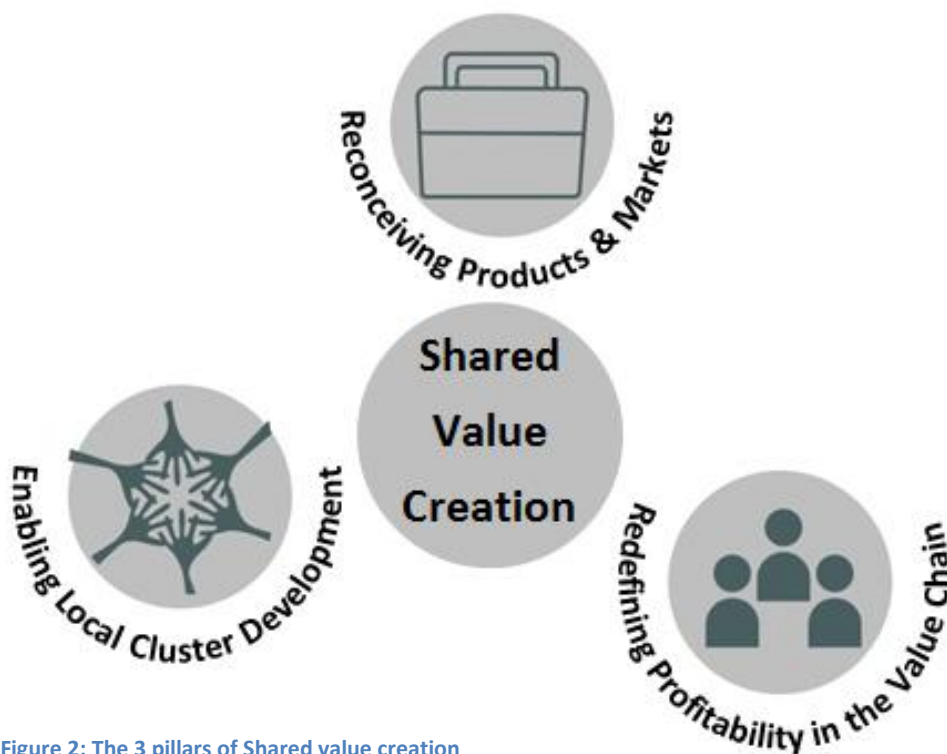 Reconceiving Products & Markets
Shared
Value
Creation
Enabling Local Cluster Development
Redefining Profitability in the Value Chain
Figure 2: The 3 pillars of Shared value creation